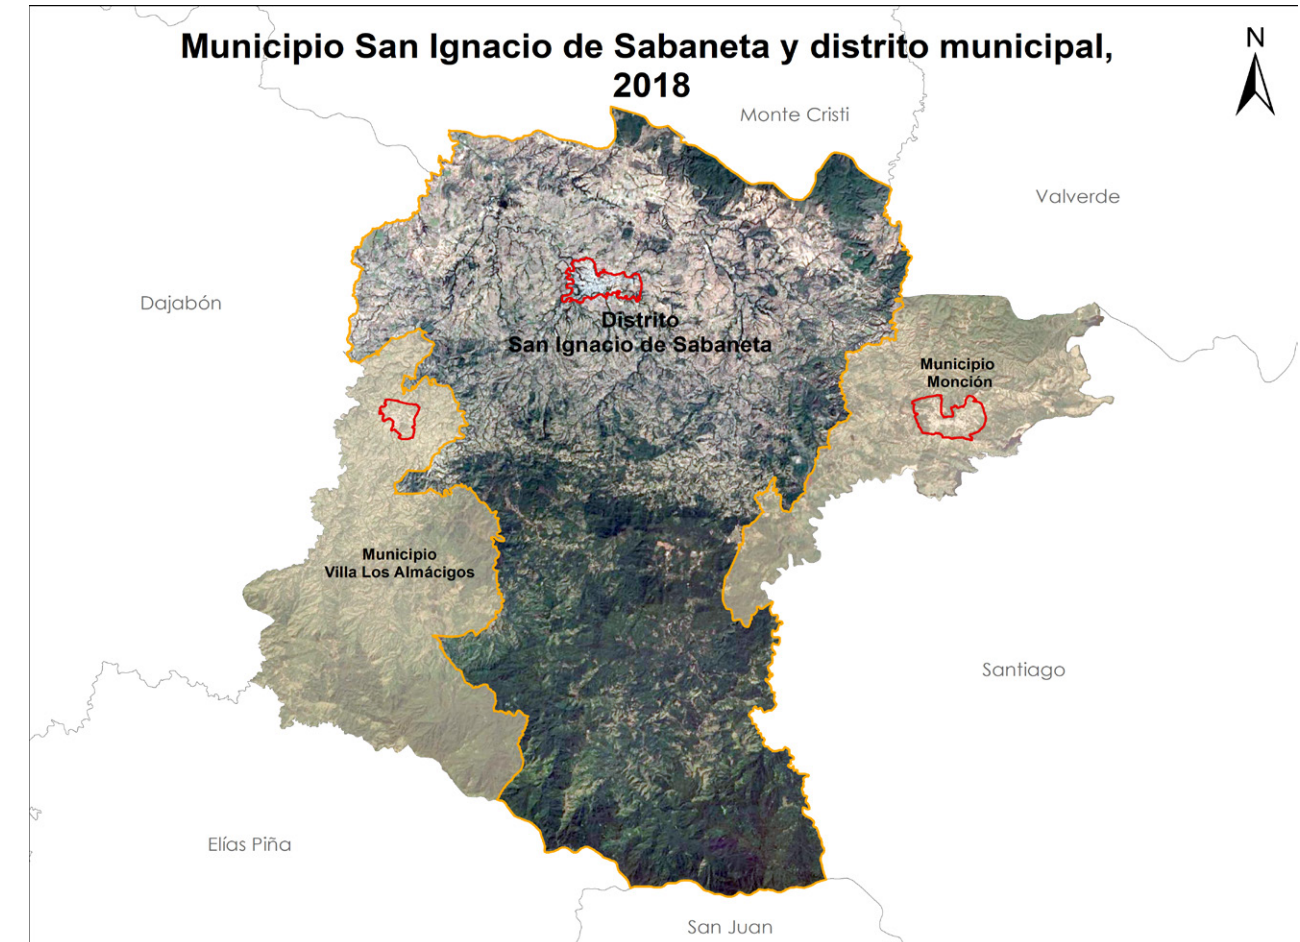 Municipio San Ignacio de Sabaneta y distrito municipal,
2018
N
Monte Cristi
Valverde
Dajabón
Distrito
San Ignacio de Sabaneta
Municipio
Monción
Municipio
Villa Los Almácigos
Santiago
Elías Piña
San Juan